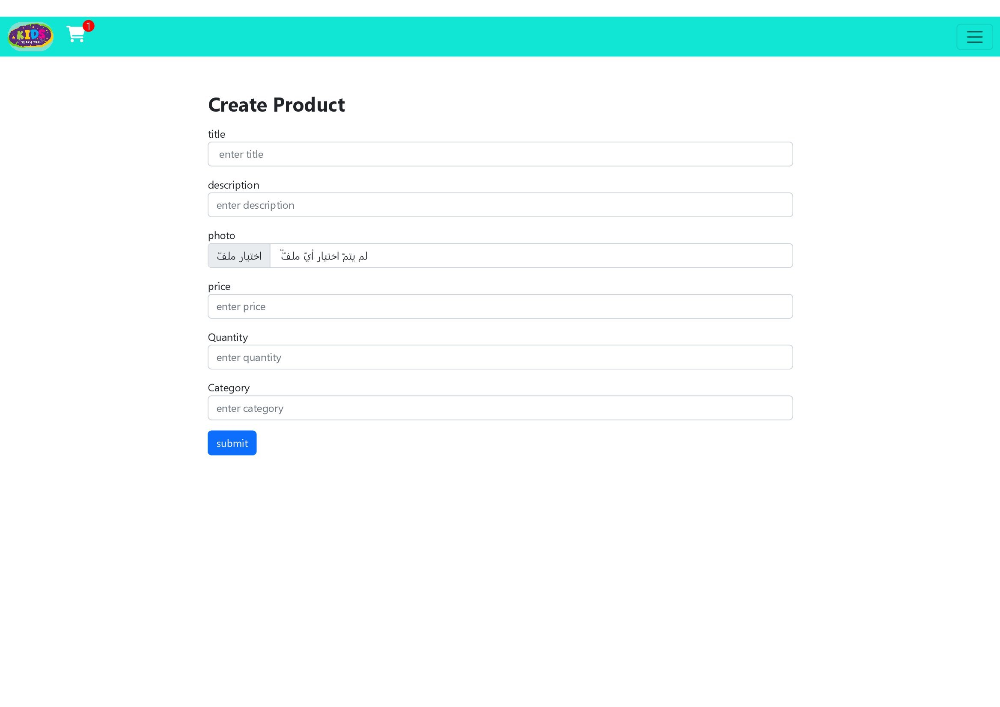 KIDS
PLAY & FUN
1
Create Product
title
enter title
description
enter description
photo
اختيار ملفّ
لم يتمّ اختيار أيّ ملفّ
price
enter price
Quantity
enter quantity
Category
enter category
submit